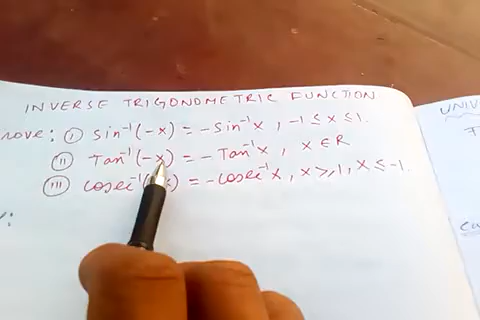 INVERSE TRIGONOMETRIC FUNCTION
rove: (i) Sin⁻¹(-x) = -Sin⁻¹x, -1 ≤ x ≤ 1.
(ii) Tan⁻¹(-x) = - Tan⁻¹x, x ∈ R
(iii) cosec⁻¹( ) = -cosec⁻¹x, x ≥ 1, x ≤ -1.
UNIV